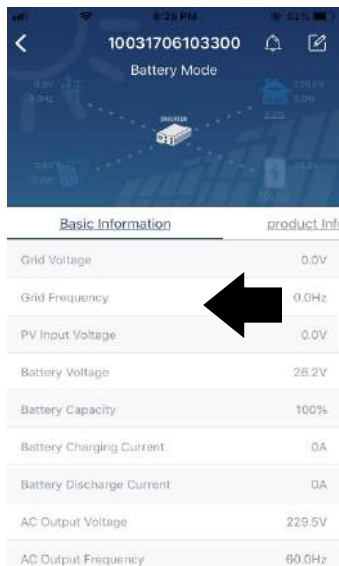 10031706103300
Battery Mode
INVERTER
Basic Information
product Inf
Grid Voltage 0.0V
Grid Frequency 0.0Hz
PV Input Voltage 0.0V
Battery Voltage 26.2V
Battery Capacity 100%
Battery Charging Current 0A
Battery Discharge Current 0A
AC Output Voltage 229.5V
AC Output Frequency 60.0Hz